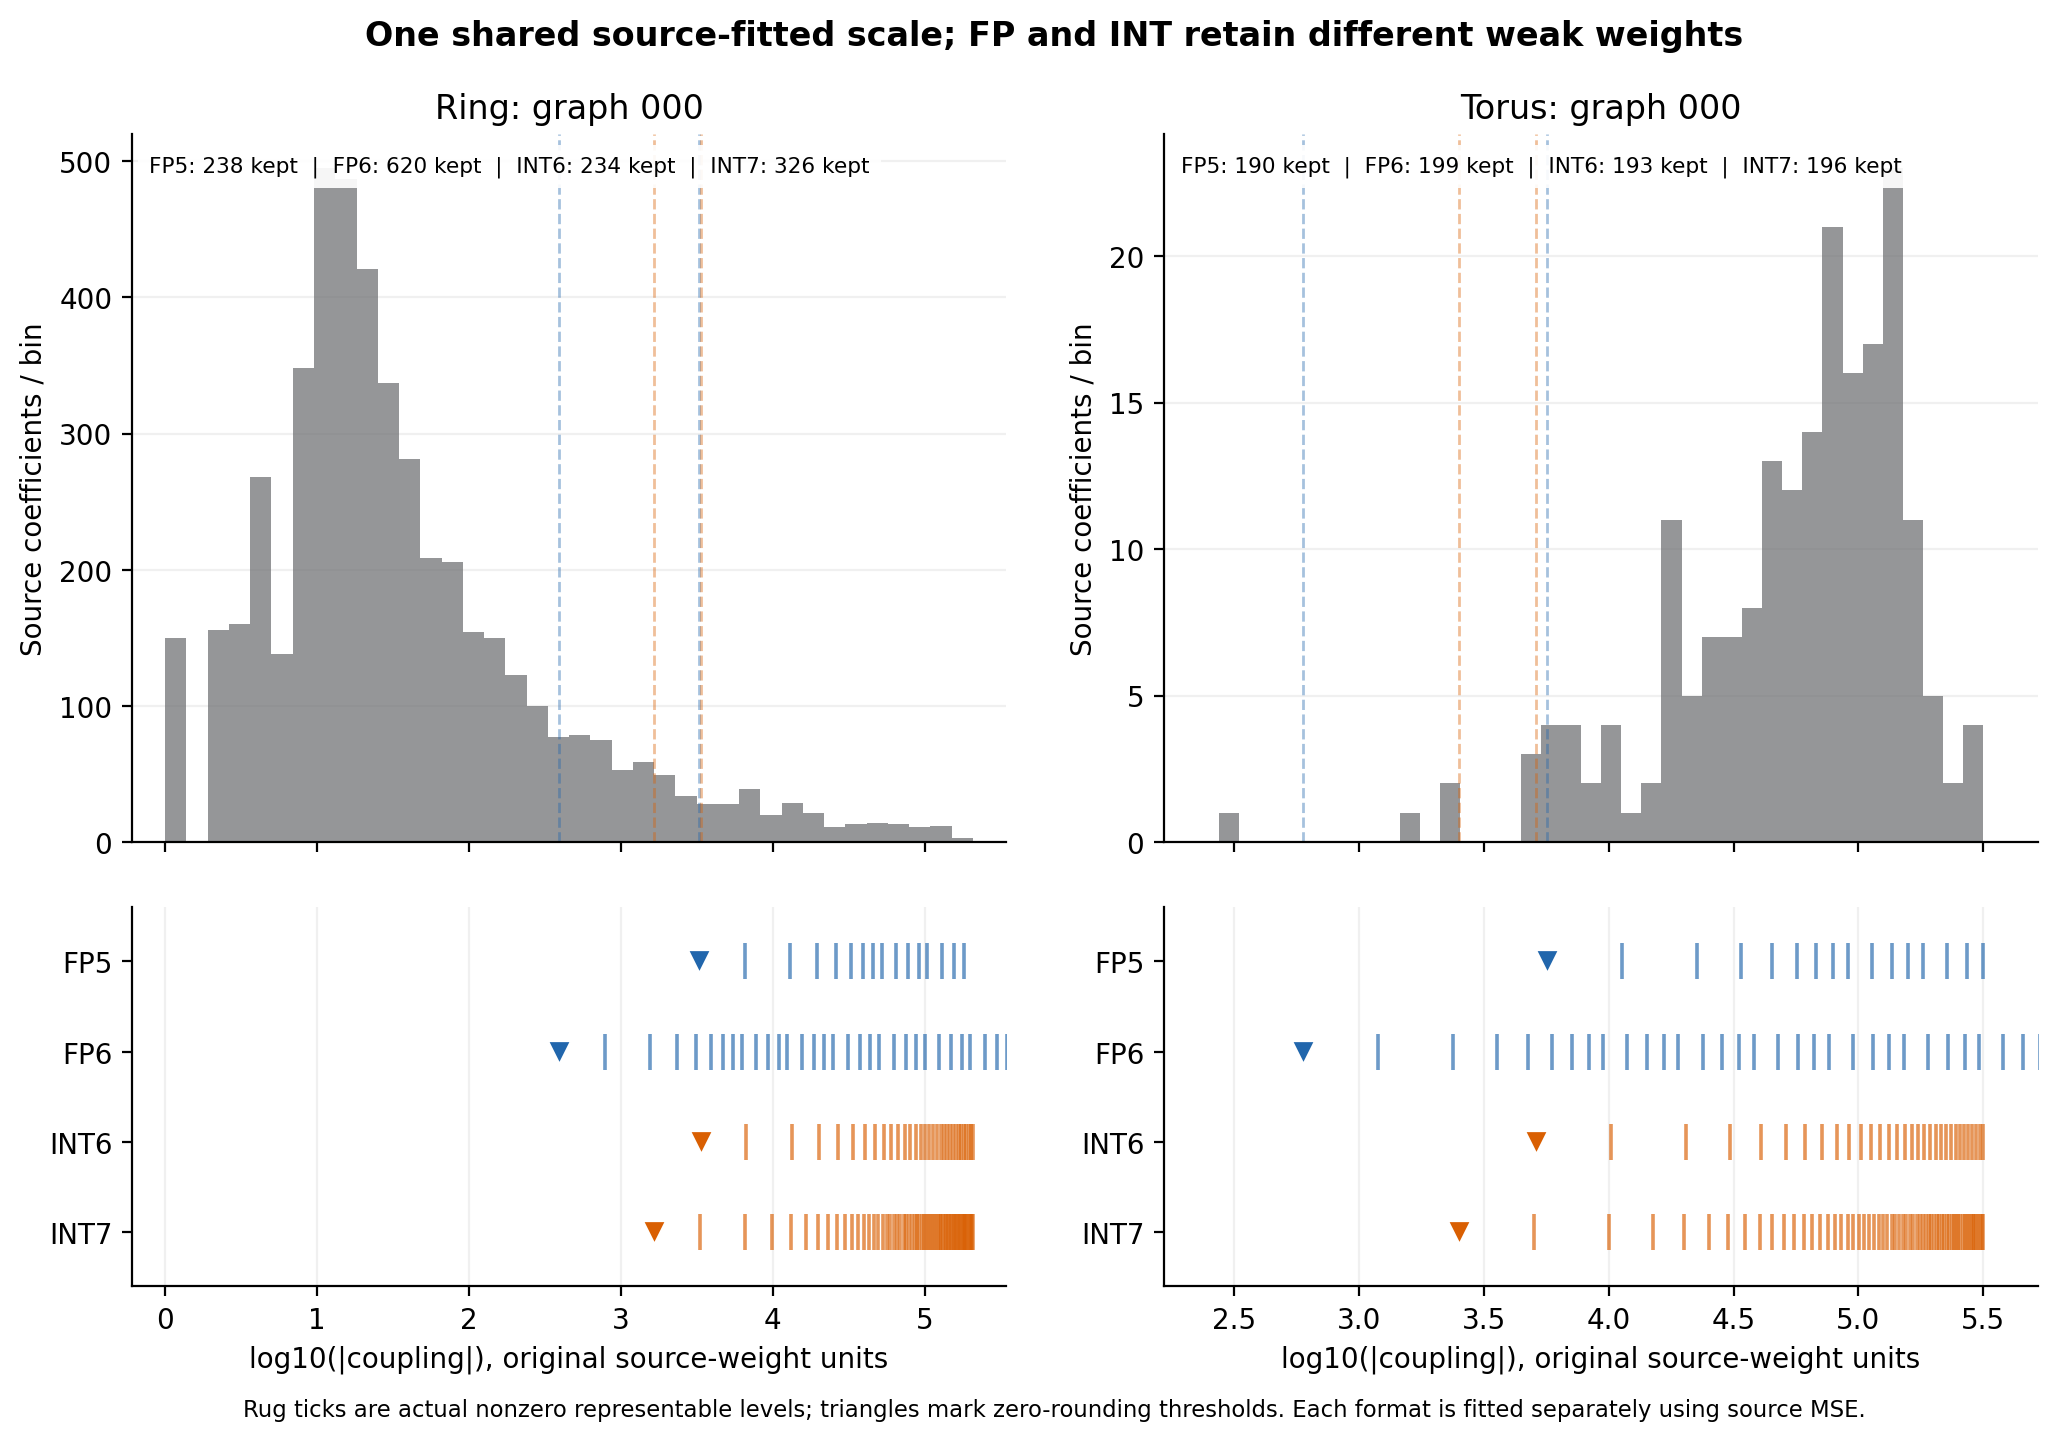 One shared source-fitted scale; FP and INT retain different weak weights
Ring: graph 000
FP5: 238 kept | FP6: 620 kept | INT6: 234 kept | INT7: 326 kept
500
400
300
200
100
0
Source coefficients / bin
Torus: graph 000
FP5: 190 kept | FP6: 199 kept | INT6: 193 kept | INT7: 196 kept
20
15
10
5
0
Source coefficients / bin
FP5
FP6
INT6
INT7
0 1 2 3 4 5
log10(|coupling|), original source-weight units
FP5
FP6
INT6
INT7
2.5 3.0 3.5 4.0 4.5 5.0 5.5
log10(|coupling|), original source-weight units
Rug ticks are actual nonzero representable levels; triangles mark zero-rounding thresholds. Each format is fitted separately using source MSE.